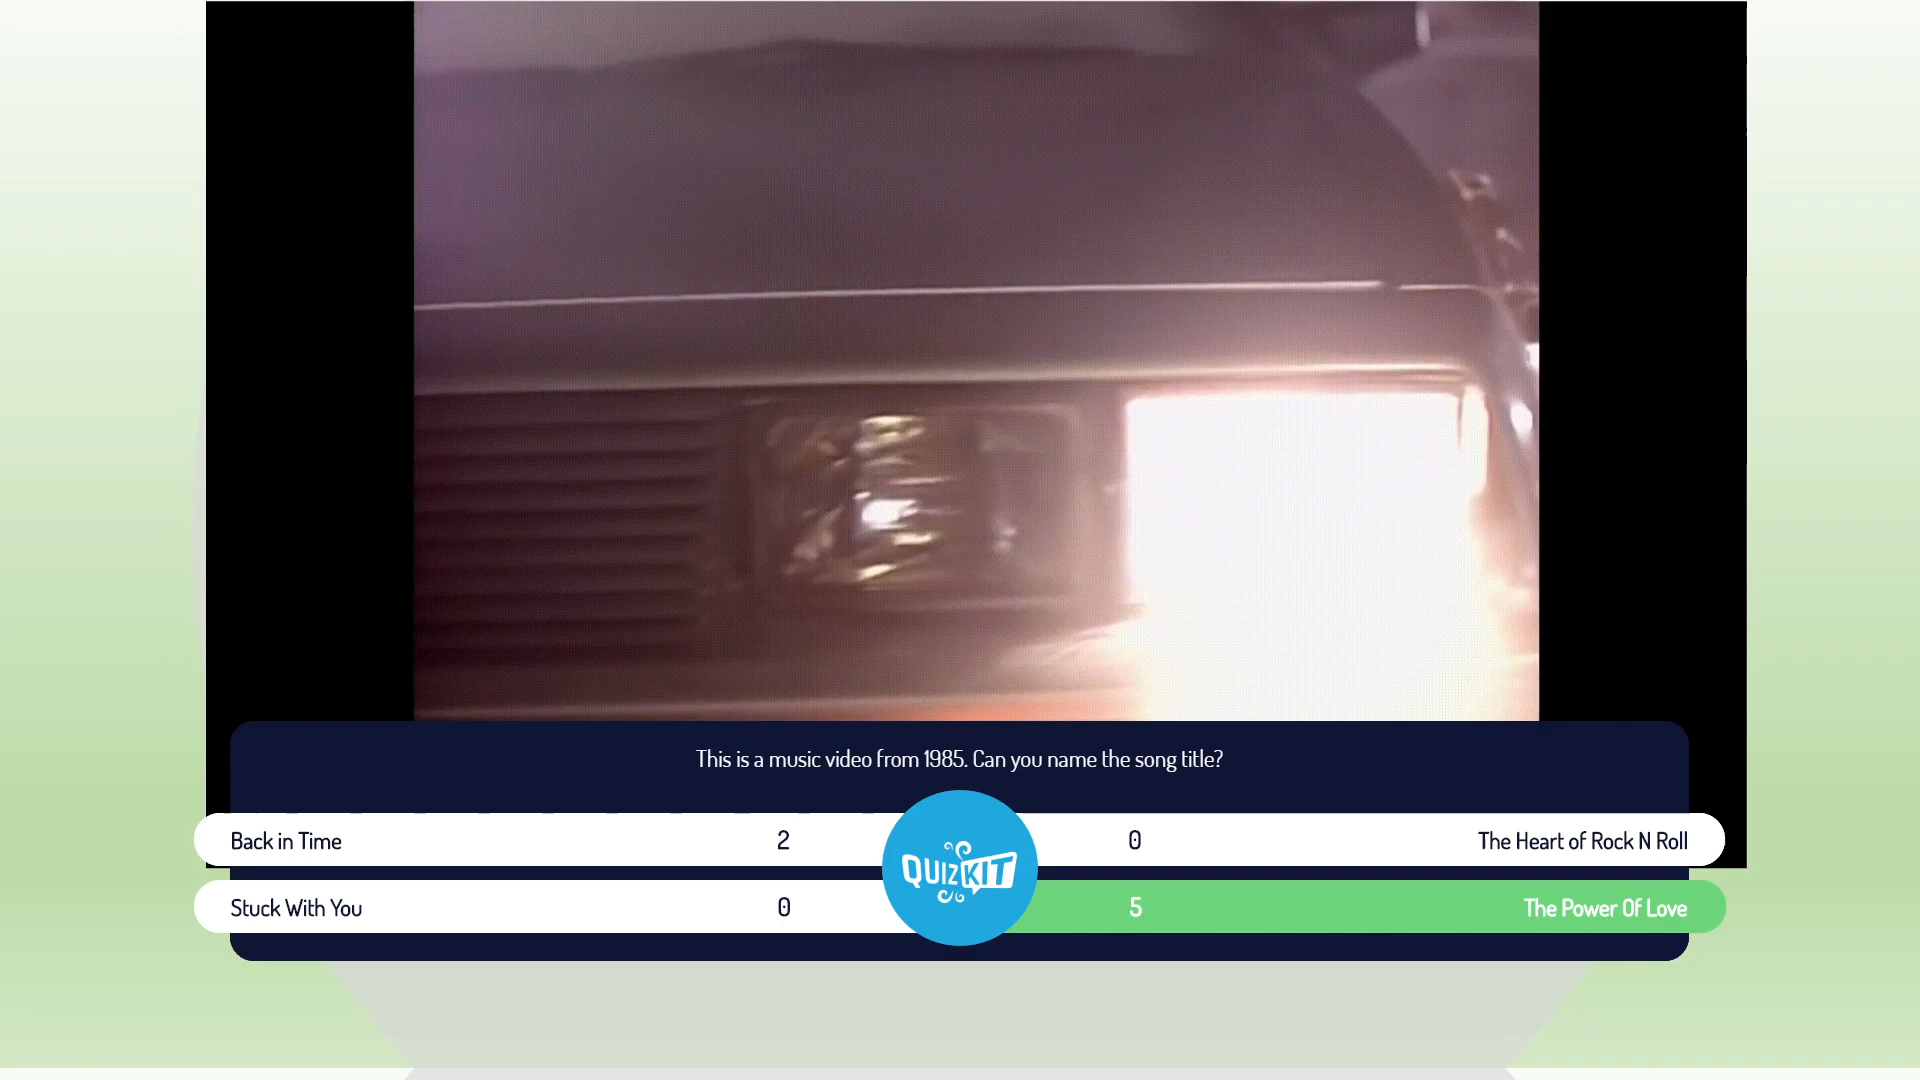 This is a music video from 1985. Can you name the song title?
Back in Time 2
0 The Heart of Rock N Roll
QUIZKIT
Stuck With You 0
5 The Power Of Love